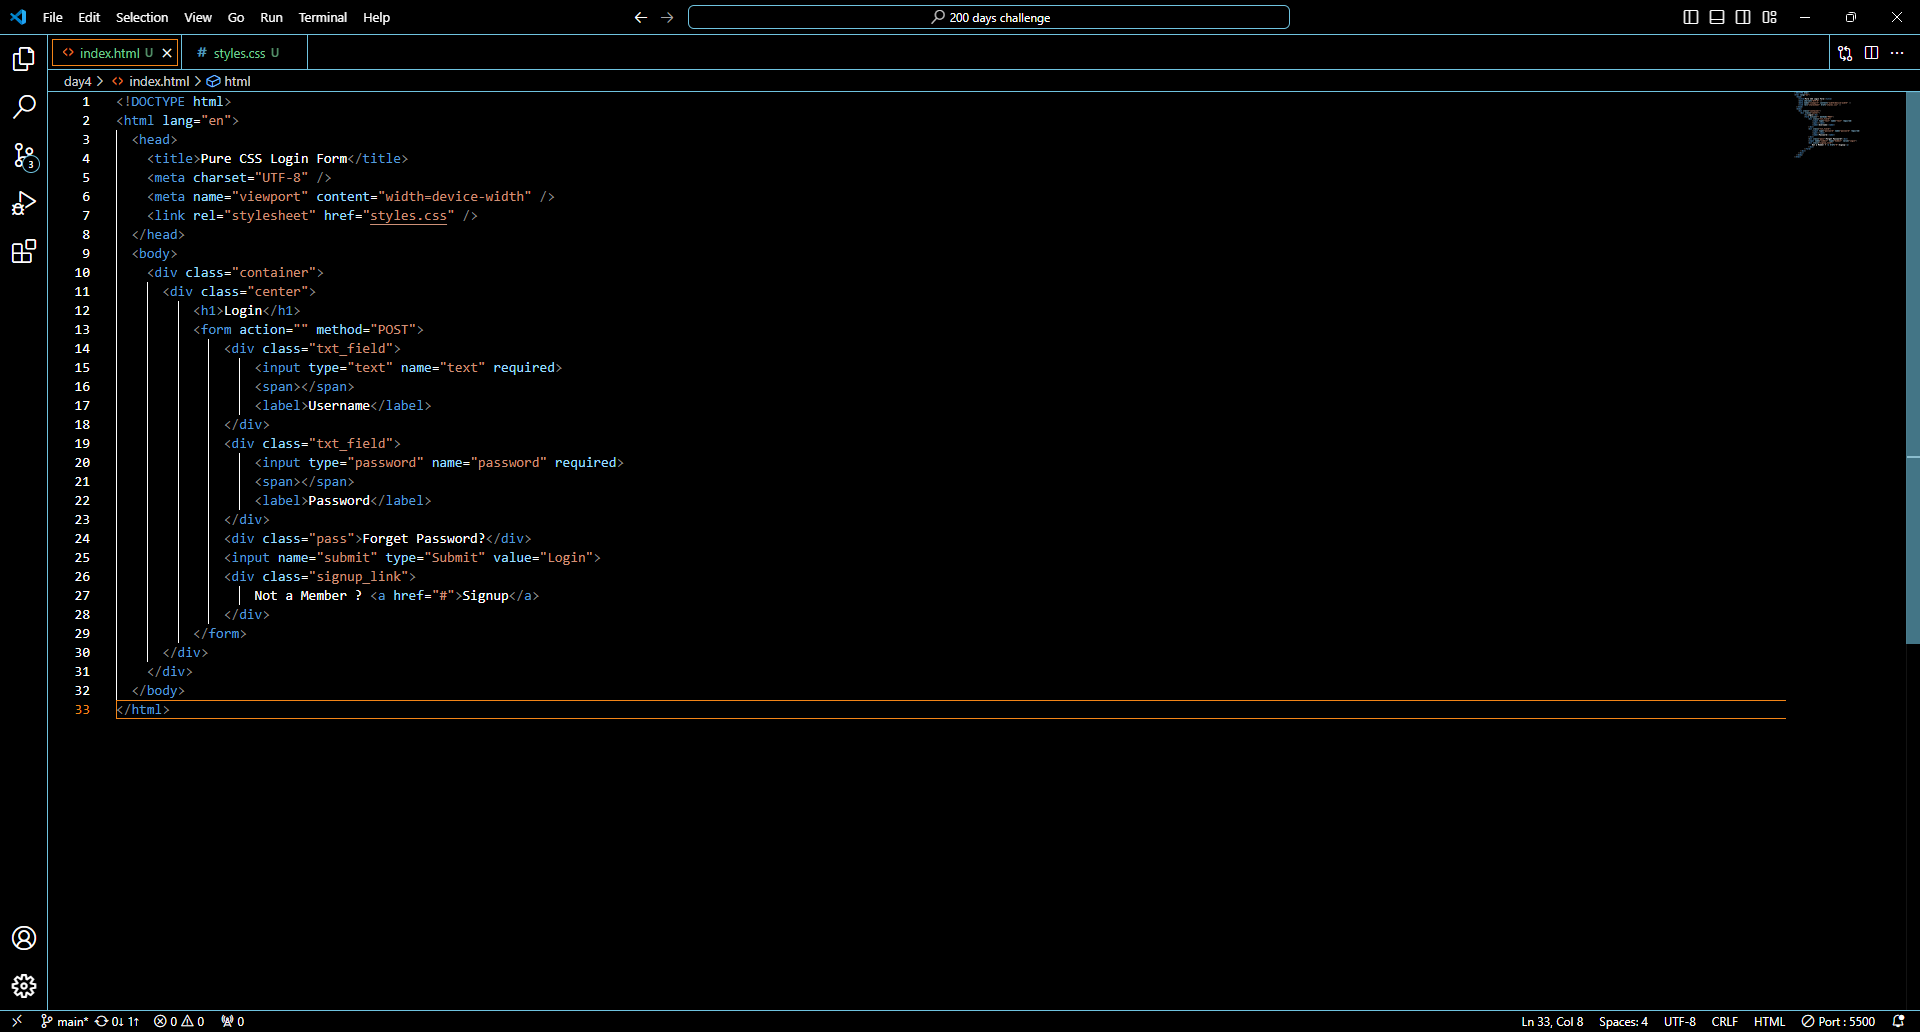 File Edit Selection View Go Run Terminal Help
200 days challenge
index.html U
# styles.css U
day4 > index.html > html
1 <!DOCTYPE html>
2 <html lang="en">
3 <head>
4 <title>Pure CSS Login Form</title>
5 <meta charset="UTF-8" />
6 <meta name="viewport" content="width=device-width" />
7 <link rel="stylesheet" href="styles.css" />
8 </head>
9 <body>
10 <div class="container">
11 <div class="center">
12 <h1>Login</h1>
13 <form action="" method="POST">
14 <div class="txt_field">
15 <input type="text" name="text" required>
16 <span></span>
17 <label>Username</label>
18 </div>
19 <div class="txt_field">
20 <input type="password" name="password" required>
21 <span></span>
22 <label>Password</label>
23 </div>
24 <div class="pass">Forget Password?</div>
25 <input name="submit" type="Submit" value="Login">
26 <div class="signup_link">
27 Not a Member ? <a href="#">Signup</a>
28 </div>
29 </form>
30 </div>
31 </div>
32 </body>
33 </html>
3
main* 0↓ 1↑ 0 0 0
Ln 33, Col 8 Spaces: 4 UTF-8 CRLF HTML Port : 5500